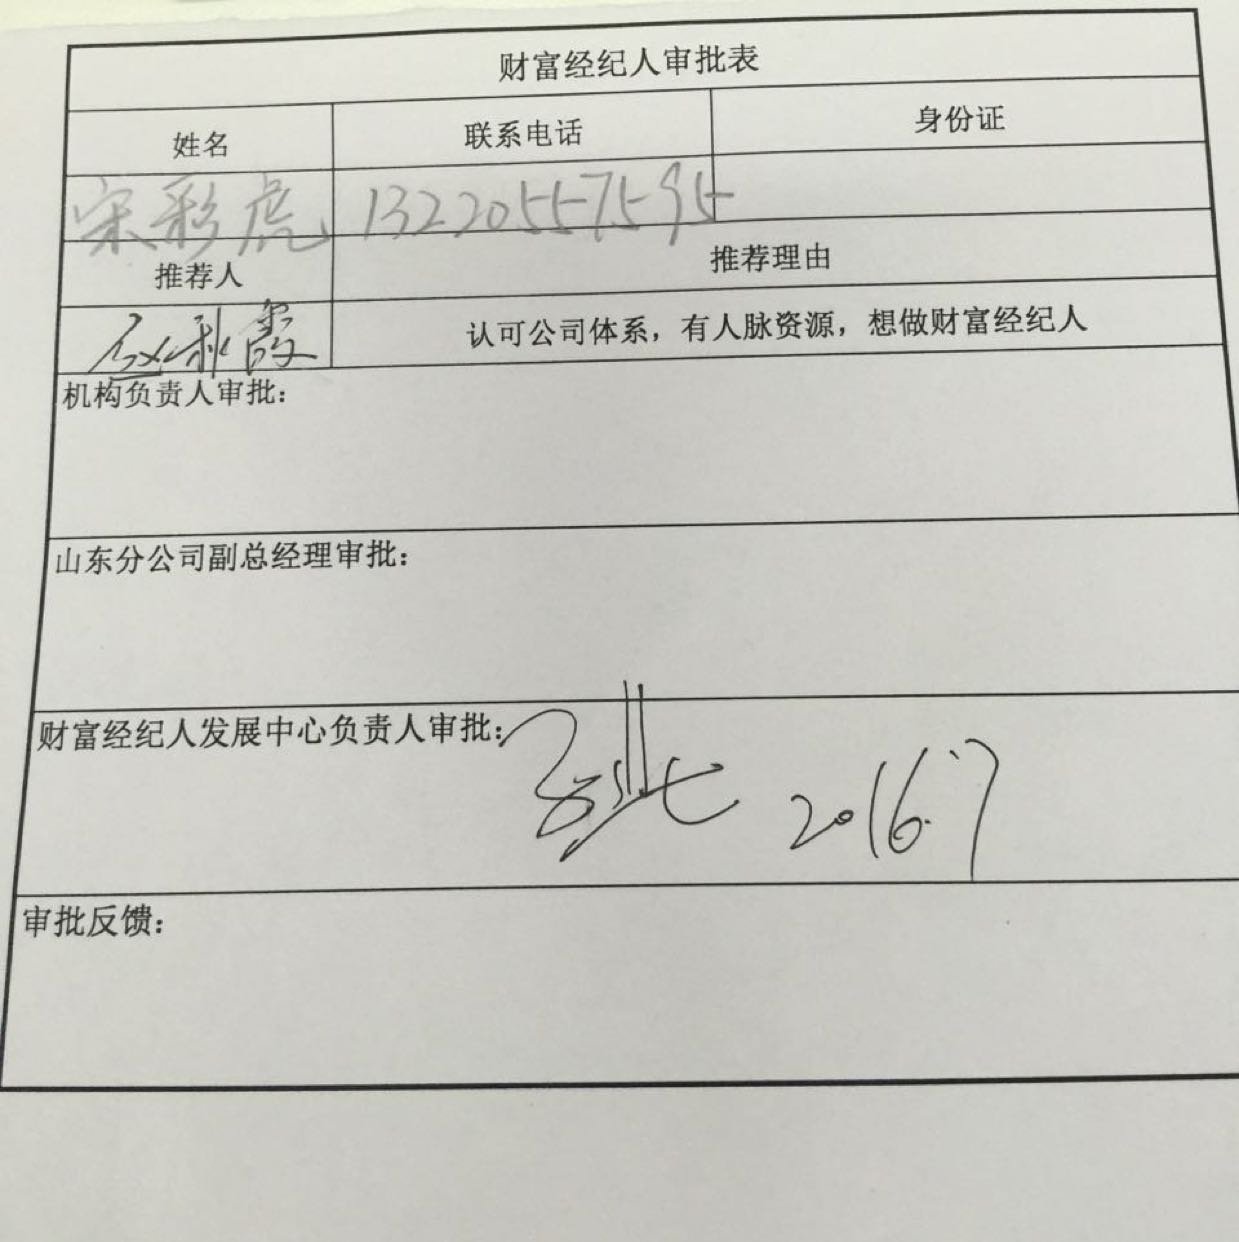 财富经纪人审批表
姓名 联系电话 身份证
宋彩虎 13220557595
推荐人 推荐理由
赵秋霞 认可公司体系，有人脉资源，想做财富经纪人
机构负责人审批：
山东分公司副总经理审批：
财富经纪人发展中心负责人审批： 2016.7
审批反馈：